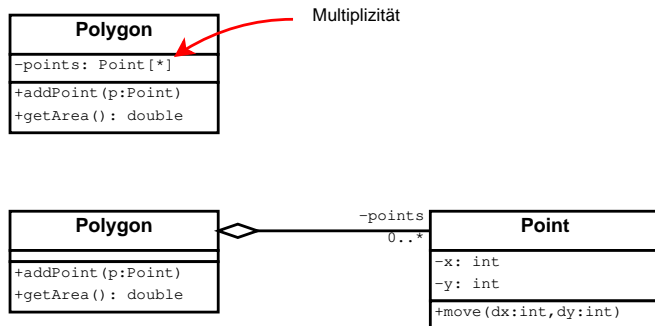 Multiplizität
Polygon
-points: Point[*]
+addPoint(p:Point)
+getArea(): double
Polygon
+addPoint(p:Point)
+getArea(): double
-points
0..*
Point
-x: int
-y: int
+move(dx:int,dy:int)